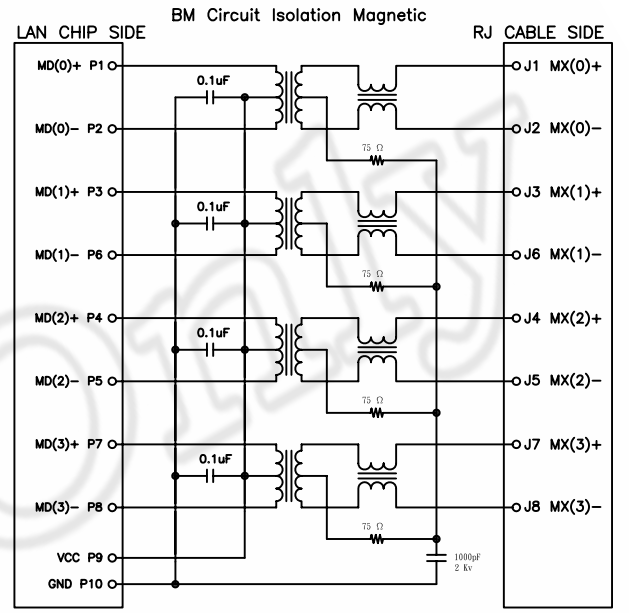 BM Circuit Isolation Magnetic
LAN CHIP SIDE
RJ CABLE SIDE
MD(0)+ P1
0.1uF
J1 MX(0)+
MD(0)- P2
J2 MX(0)-
75 Ω
MD(1)+ P3
0.1uF
J3 MX(1)+
MD(1)- P6
J6 MX(1)-
75 Ω
MD(2)+ P4
0.1uF
J4 MX(2)+
MD(2)- P5
J5 MX(2)-
75 Ω
MD(3)+ P7
0.1uF
J7 MX(3)+
MD(3)- P8
J8 MX(3)-
75 Ω
VCC P9
1000pF
2 Kv
GND P10
Only